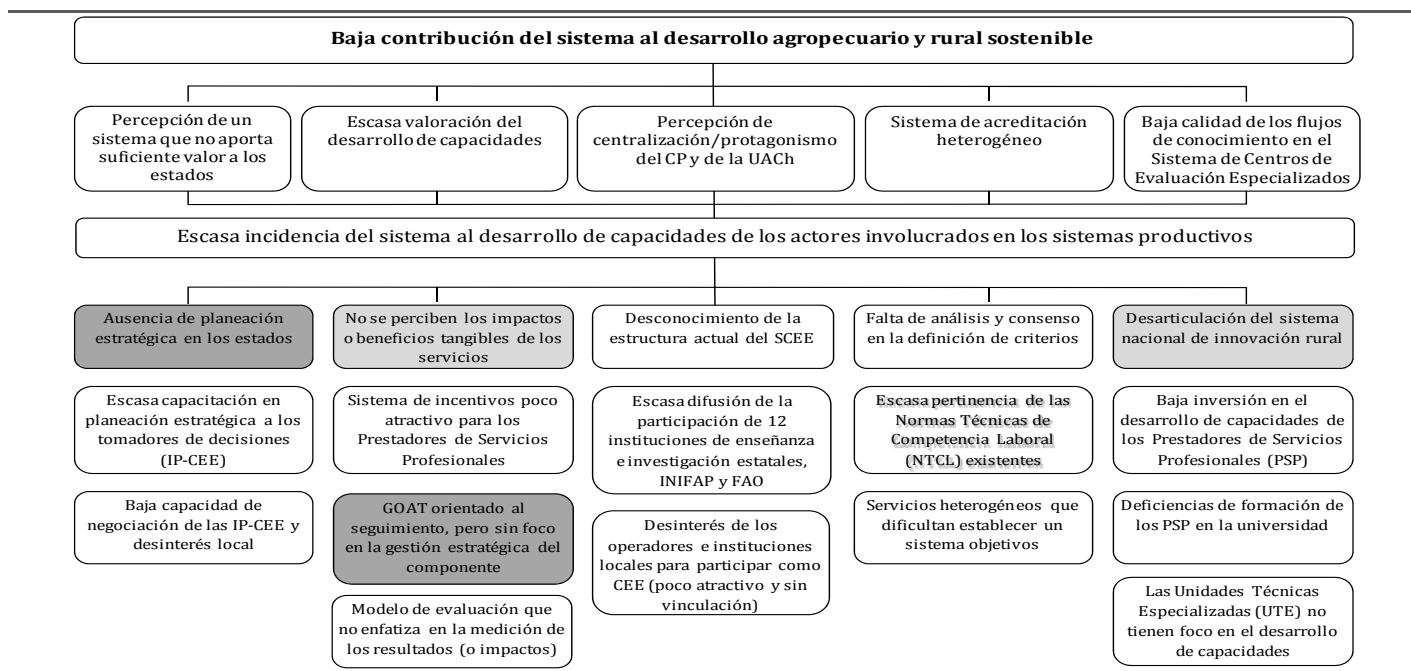 Baja contribución del sistema al desarrollo agropecuario y rural sostenible
Percepción de un
sistema que no aporta
suficiente valor a los
estados
Escasa valoración del
desarrollo de capacidades
Percepción de
centralización/protagonismo
del CP y de la UACh
Sistema de acreditación
heterogéneo
Baja calidad de los flujos
de conocimiento en el
Sistema de Centros de
Evaluación Especializados
Escasa incidencia del sistema al desarrollo de capacidades de los actores involucrados en los sistemas productivos
Ausencia de planeación
estratégica en los estados
Escasa capacitación en
planeación estratégica a los
tomadores de decisiones
(IP-CEE)
Baja capacidad de
negociación de las IP-CEE y
desinterés local
No se perciben los impactos
o beneficios tangibles de los
servicios
Sistema de incentivos poco
atractivo para los
Prestadores de Servicios
Profesionales
GOAT orientado al
seguimiento, pero sin foco
en la gestión estratégica del
componente
Modelo de evaluación que
no enfatiza en la medición de
los resultados (o impactos)
Desconocimiento de la
estructura actual del SCEE
Escasa difusión de la
participación de 12
instituciones de enseñanza
e investigación estatales,
INIFAP y FAO
Desinterés de los
operadores e instituciones
locales para participar como
CEE (poco atractivo y sin
vinculación)
Falta de análisis y consenso
en la definición de criterios
Escasa pertinencia de las
Normas Técnicas de
Competencia Laboral
(NTCL) existentes
Servicios heterogéneos que
dificultan establecer un
sistema objetivos
Desarticulación del sistema
nacional de innovación rural
Baja inversión en el
desarrollo de capacidades de
los Prestadores de Servicios
Profesionales (PSP)
Deficiencias de formación de
los PSP en la universidad
Las Unidades Técnicas
Especializadas (UTE) no
tienen foco en el desarrollo
de capacidades